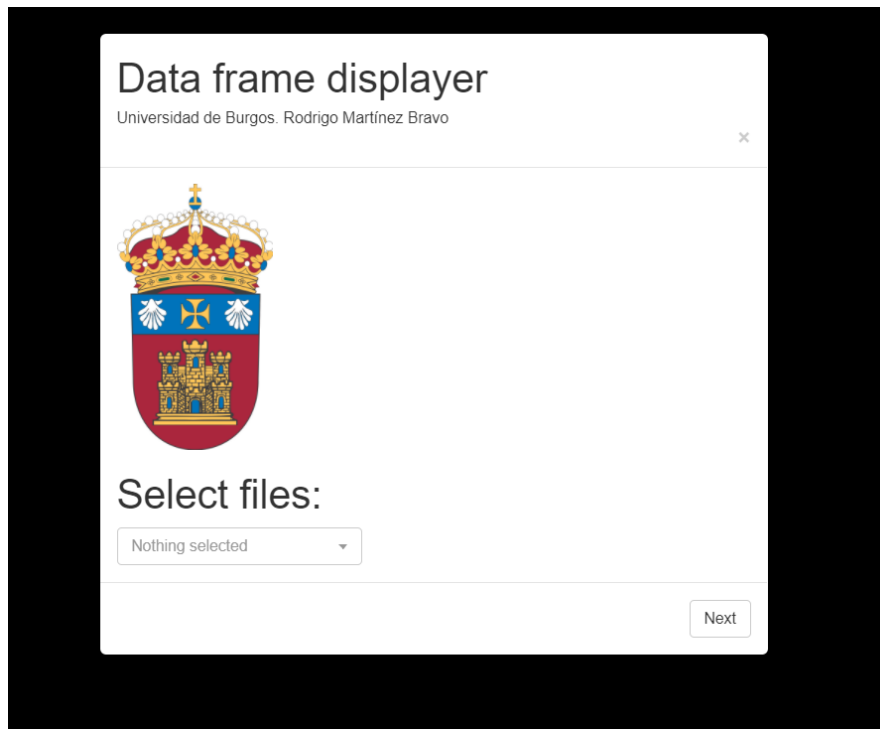 Data frame displayer
Universidad de Burgos. Rodrigo Martínez Bravo
×
Select files:
Nothing selected
Next